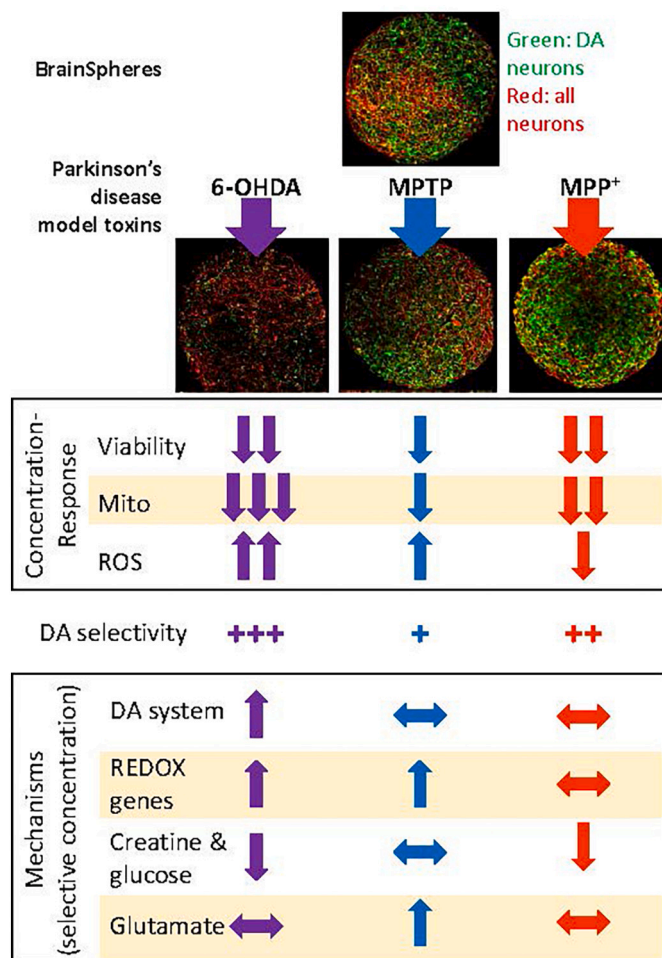 BrainSpheres
Green: DA
neurons
Red: all
neurons
Parkinson's
disease
model toxins
6-OHDA
MPTP
MPP+
Concentration-
Response
Viability
Mito
ROS
DA selectivity
+++
+
++
Mechanisms
(selective concentration)
DA system
REDOX
genes
Creatine &
glucose
Glutamate